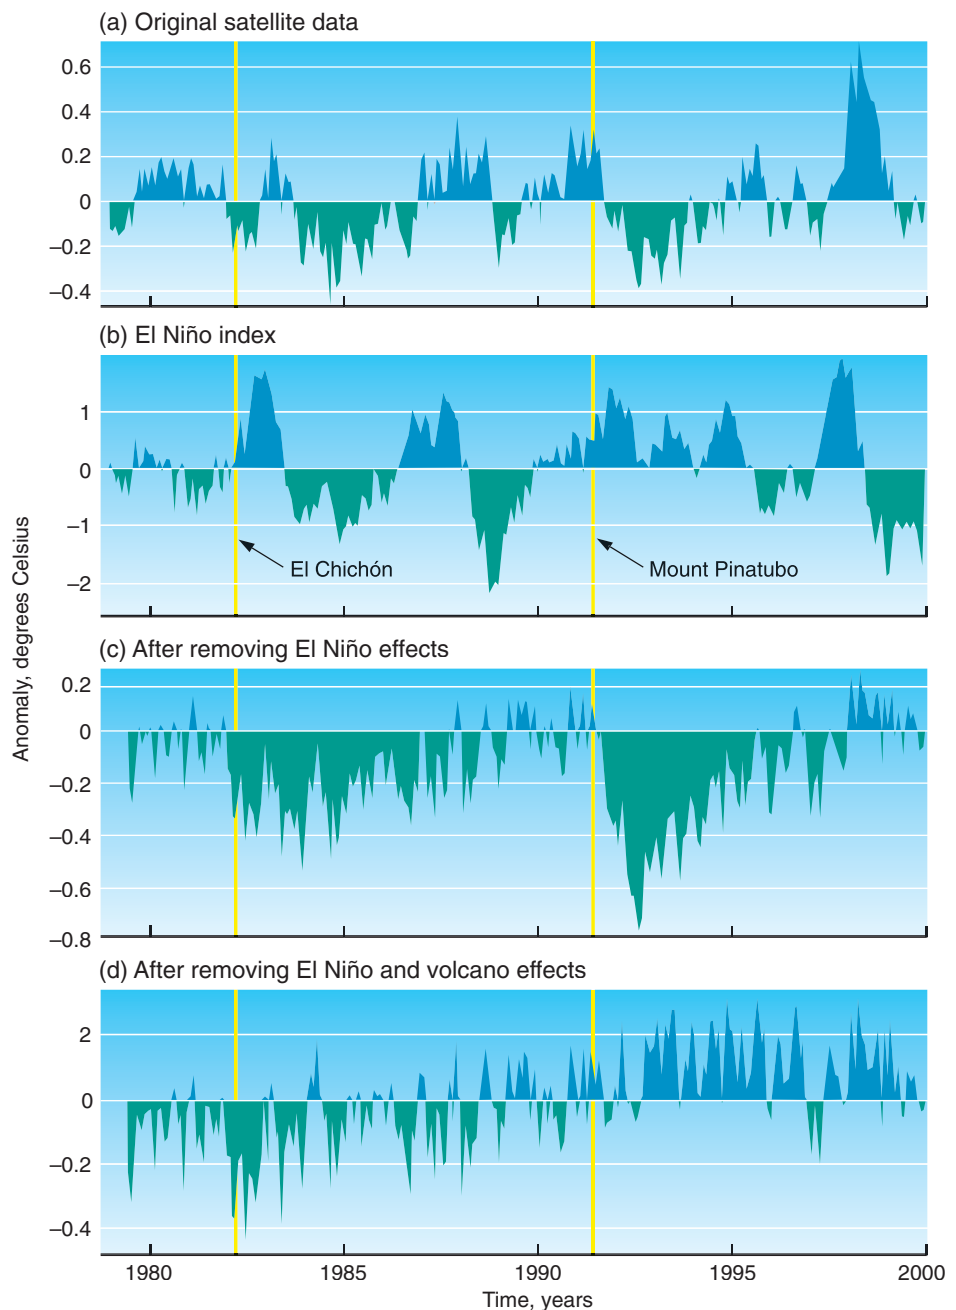 (a) Original satellite data
0.6
0.4
0.2
0
–0.2
–0.4
(b) El Niño index
1
0
–1
–2
El Chichón
Mount Pinatubo
Anomaly, degrees Celsius
(c) After removing El Niño effects
0.2
0
–0.2
–0.4
–0.6
–0.8
(d) After removing El Niño and volcano effects
2
0
–0.2
–0.4
1980 1985 1990 1995 2000
Time, years